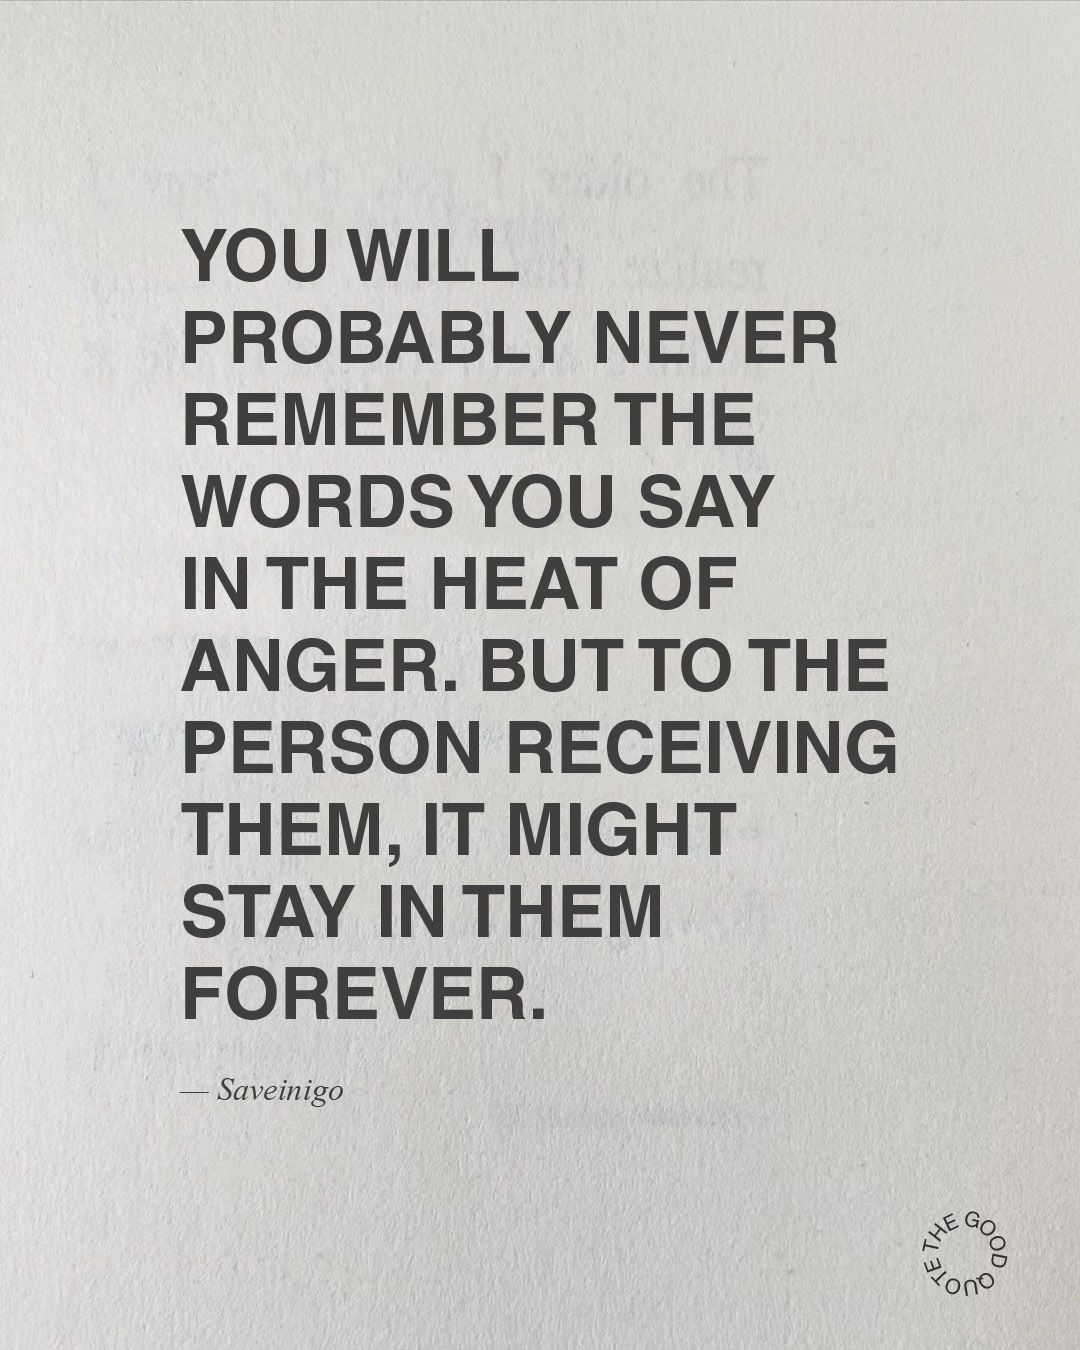 YOU WILL
PROBABLY NEVER
REMEMBER THE
WORDS YOU SAY
IN THE HEAT OF
ANGER. BUT TO THE
PERSON RECEIVING
THEM, IT MIGHT
STAY IN THEM
FOREVER.
— Saveinigo
THE GOOD QUOTE